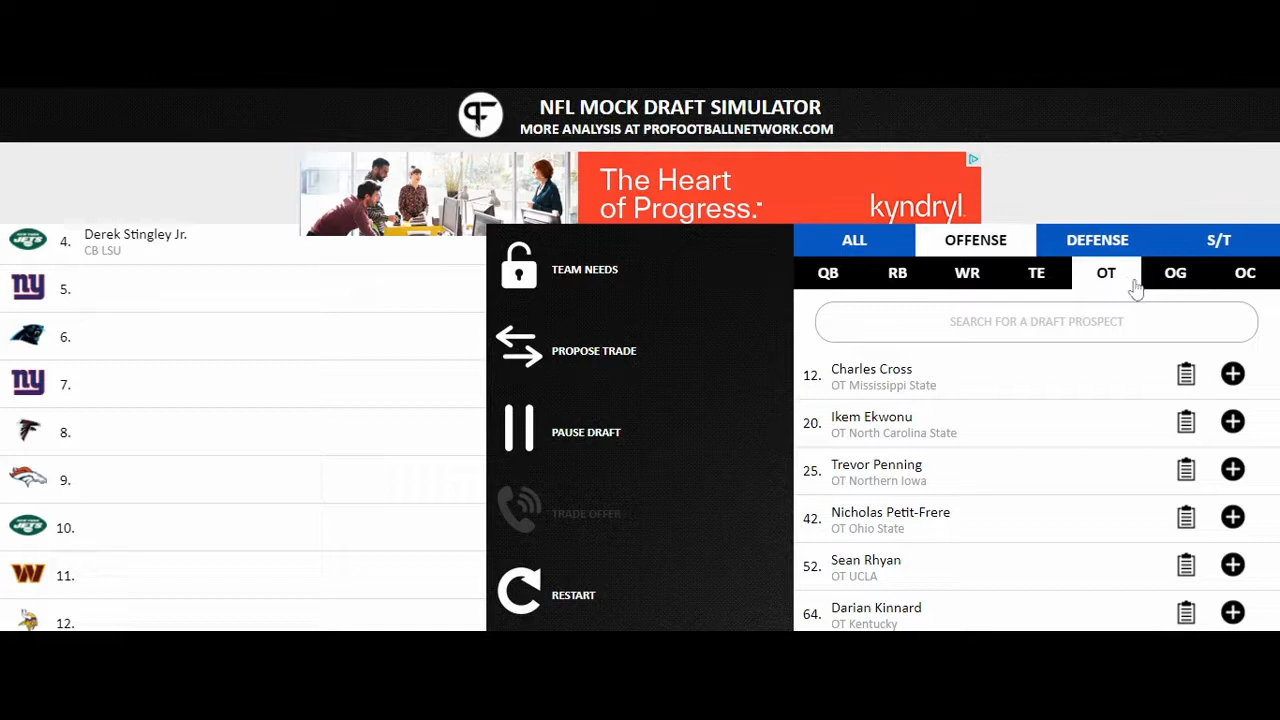 NFL MOCK DRAFT SIMULATOR
MORE ANALYSIS AT PROFOOTBALLNETWORK.COM
The Heart
of Progress.
kyndryl
4. Derek Stingley Jr.
CB LSU
5.
6.
7.
8.
9.
10.
11.
12.
TEAM NEEDS
PROPOSE TRADE
PAUSE DRAFT
TRADE OFFER
RESTART
ALL OFFENSE DEFENSE S/T
QB RB WR TE OT OG OC
SEARCH FOR A DRAFT PROSPECT
12. Charles Cross
OT Mississippi State
20. Ikem Ekwonu
OT North Carolina State
25. Trevor Penning
OT Northern Iowa
42. Nicholas Petit-Frere
OT Ohio State
52. Sean Rhyan
OT UCLA
64. Darian Kinnard
OT Kentucky